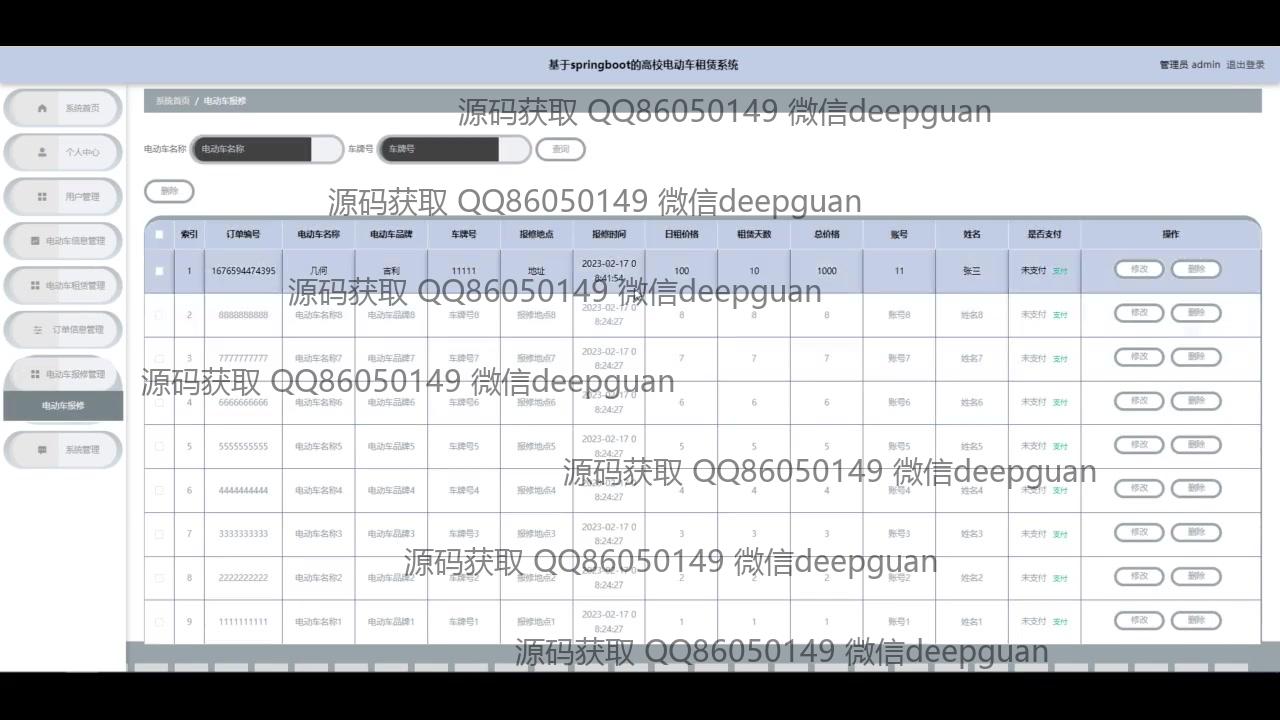 基于springboot的高校电动车租赁系统
管理员 admin 退出登录
系统首页 / 电动车报修
源码获取 QQ86050149 微信deepguan
系统首页
个人中心
用户管理
电动车信息管理
电动车租赁管理
订单信息管理
电动车报修管理
电动车报修
系统管理
电动车名称 电动车名称 车牌号 车牌号 查询
删除
源码获取 QQ86050149 微信deepguan
索引 订单编号 电动车名称 电动车品牌 车牌号 报修地点 报修时间 日租价格 租赁天数 总价格 账号 姓名 是否支付 操作
1 1676594474395 几何 吉利 11111 地址 2023-02-17 08:41:54 100 10 1000 11 张三 未支付 支付 修改 删除
源码获取 QQ86050149 微信deepguan
2 8888888888 电动车名称8 电动车品牌8 车牌号8 报修地点8 2023-02-17 08:24:27 8 8 8 账号8 姓名8 未支付 支付 修改 删除
3 7777777777 电动车名称7 电动车品牌7 车牌号7 报修地点7 2023-02-17 08:24:27 7 7 7 账号7 姓名7 未支付 支付 修改 删除
源码获取 QQ86050149 微信deepguan
4 6666666666 电动车名称6 电动车品牌6 车牌号6 报修地点6 2023-02-17 08:24:27 6 6 6 账号6 姓名6 未支付 支付 修改 删除
5 5555555555 电动车名称5 电动车品牌5 车牌号5 报修地点5 2023-02-17 08:24:27 5 5 5 账号5 姓名5 未支付 支付 修改 删除
源码获取 QQ86050149 微信deepguan
6 4444444444 电动车名称4 电动车品牌4 车牌号4 报修地点4 2023-02-17 08:24:27 4 4 4 账号4 姓名4 未支付 支付 修改 删除
7 3333333333 电动车名称3 电动车品牌3 车牌号3 报修地点3 2023-02-17 08:24:27 3 3 3 账号3 姓名3 未支付 支付 修改 删除
源码获取 QQ86050149 微信deepguan
8 2222222222 电动车名称2 电动车品牌2 车牌号2 报修地点2 2023-02-17 08:24:27 2 2 2 账号2 姓名2 未支付 支付 修改 删除
9 1111111111 电动车名称1 电动车品牌1 车牌号1 报修地点1 2023-02-17 08:24:27 1 1 1 账号1 姓名1 未支付 支付 修改 删除
源码获取 QQ86050149 微信deepguan